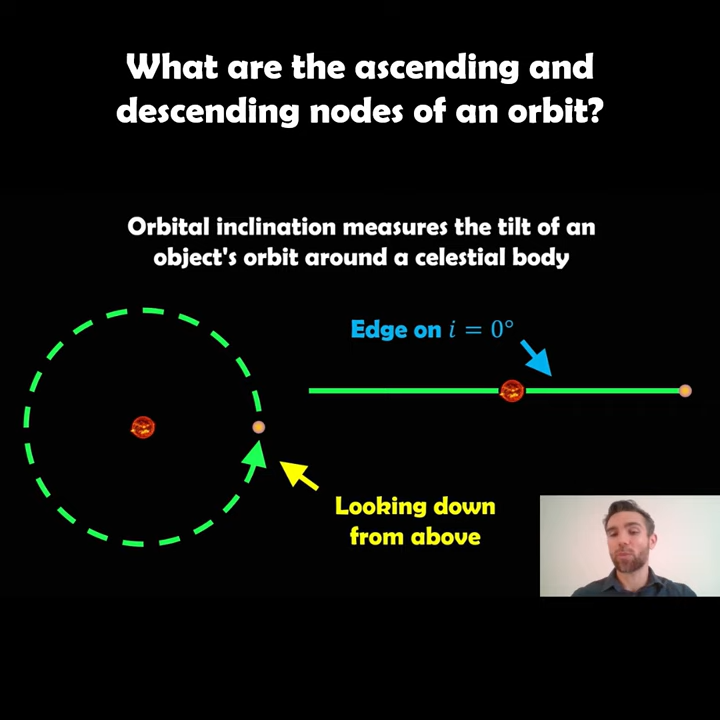 What are the ascending and
descending nodes of an orbit?
Orbital inclination measures the tilt of an
object's orbit around a celestial body
Edge on i = 0°
Looking down
from above